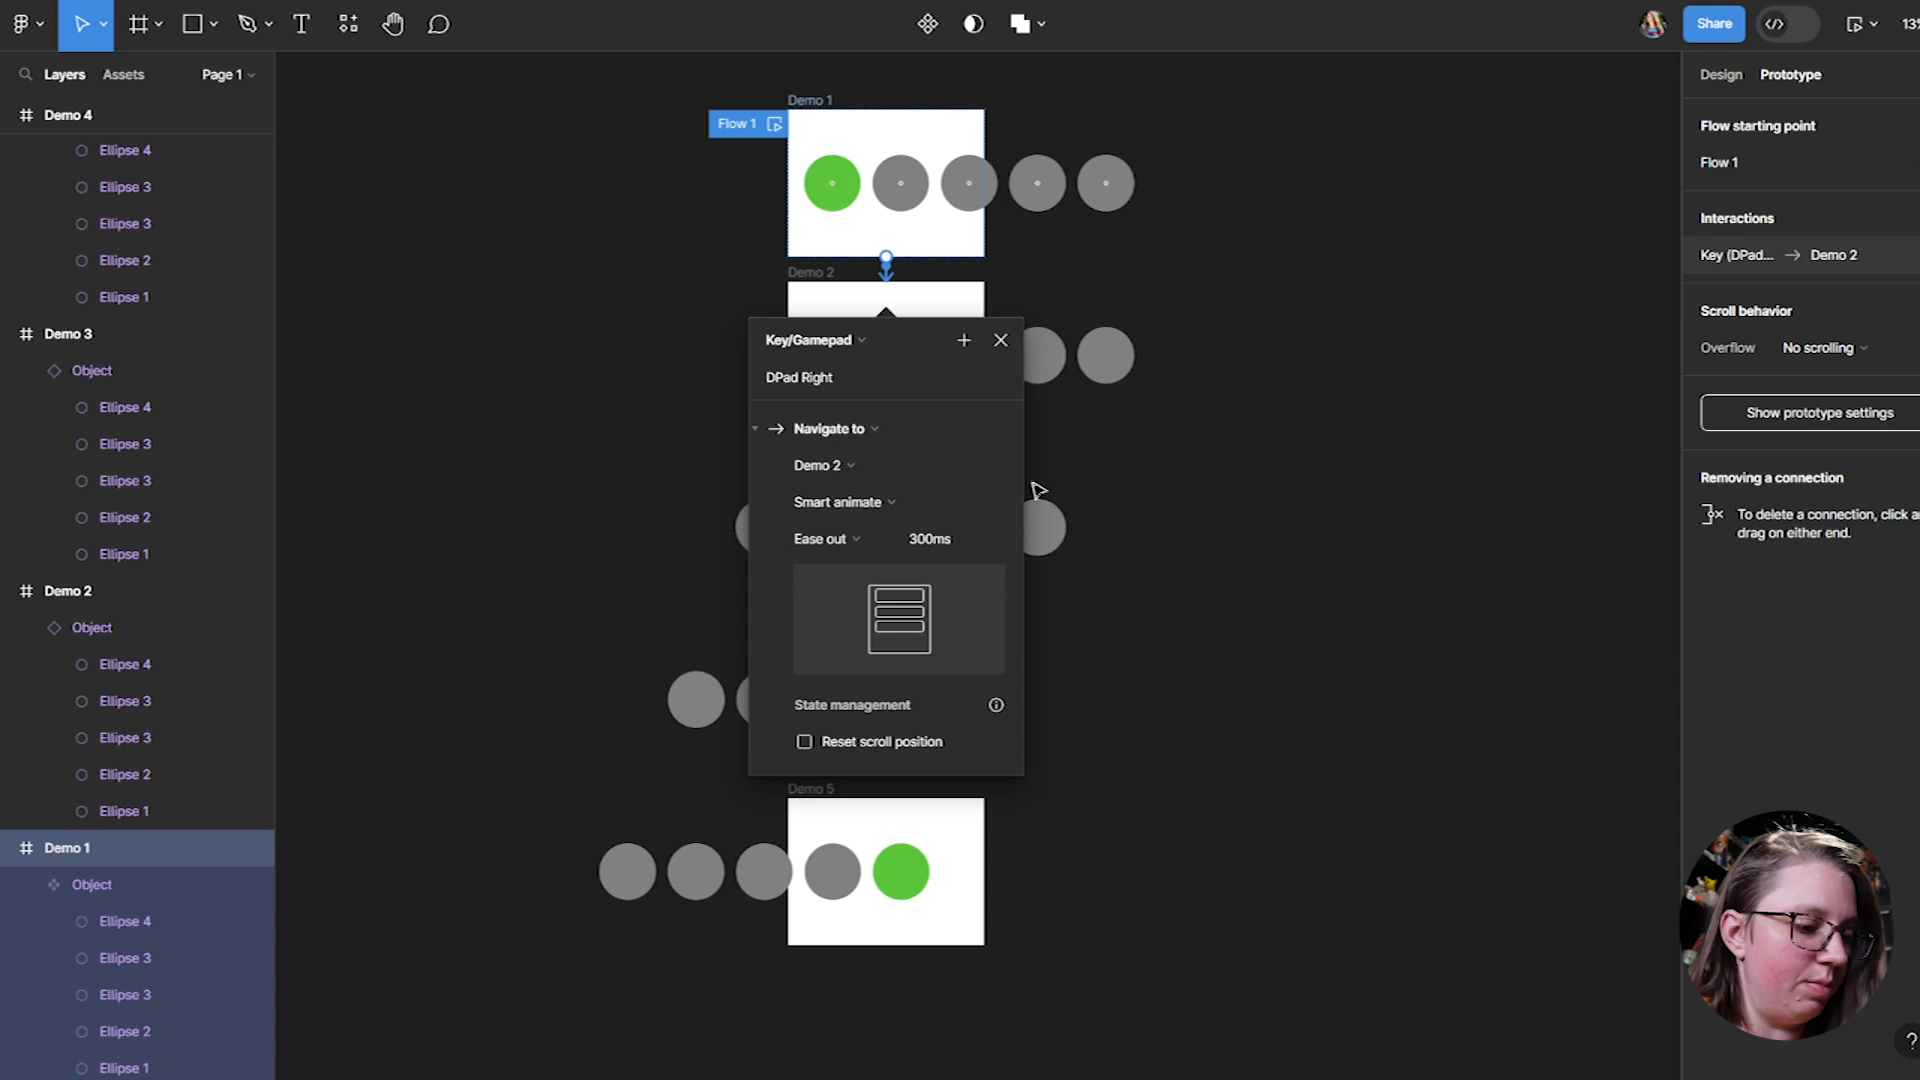 Share
13%
Layers
Assets
Page 1
Demo 4
Ellipse 4
Ellipse 3
Ellipse 3
Ellipse 2
Ellipse 1
Demo 3
Object
Ellipse 4
Ellipse 3
Ellipse 3
Ellipse 2
Ellipse 1
Demo 2
Object
Ellipse 4
Ellipse 3
Ellipse 3
Ellipse 2
Ellipse 1
Demo 1
Object
Ellipse 4
Ellipse 3
Ellipse 3
Ellipse 2
Ellipse 1
Demo 1
Flow 1
Demo 2
Key/Gamepad
DPad Right
Navigate to
Demo 2
Smart animate
Ease out 300ms
State management
Reset scroll position
Demo 5
Design Prototype
Flow starting point
Flow 1
Interactions
Key (DPad... → Demo 2
Scroll behavior
Overflow No scrolling
Show prototype settings
Removing a connection
To delete a connection, click a
drag on either end.
?